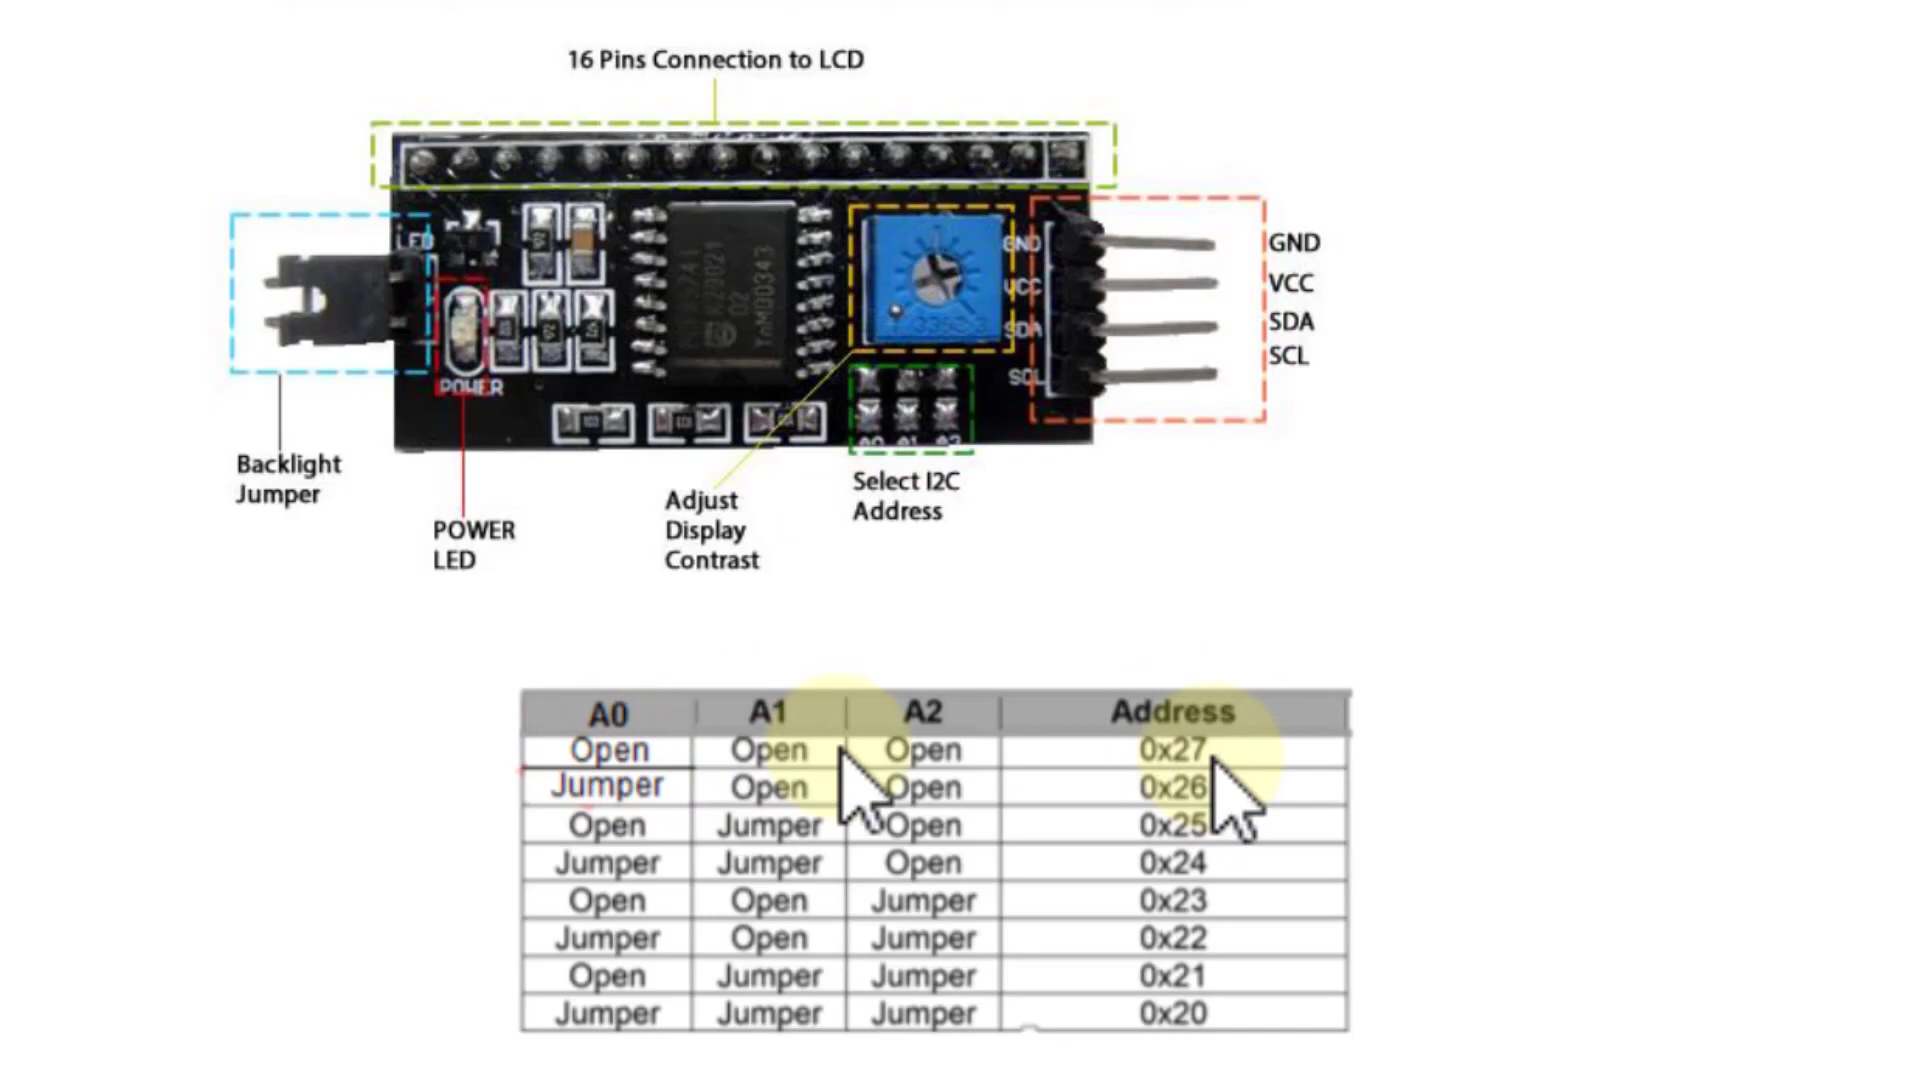 16 Pins Connection to LCD
LED
GND
GND
VCC
VCC
SDA
SDA
SCL
SCL
POWER
A0 A1
Backlight
Jumper
POWER
LED
Adjust
Display
Contrast
Select I2C
Address
A0 A1 A2 Address
Open Open Open 0x27
Jumper Open Open 0x26
Open Jumper Open 0x25
Jumper Jumper Open 0x24
Open Open Jumper 0x23
Jumper Open Jumper 0x22
Open Jumper Jumper 0x21
Jumper Jumper Jumper 0x20